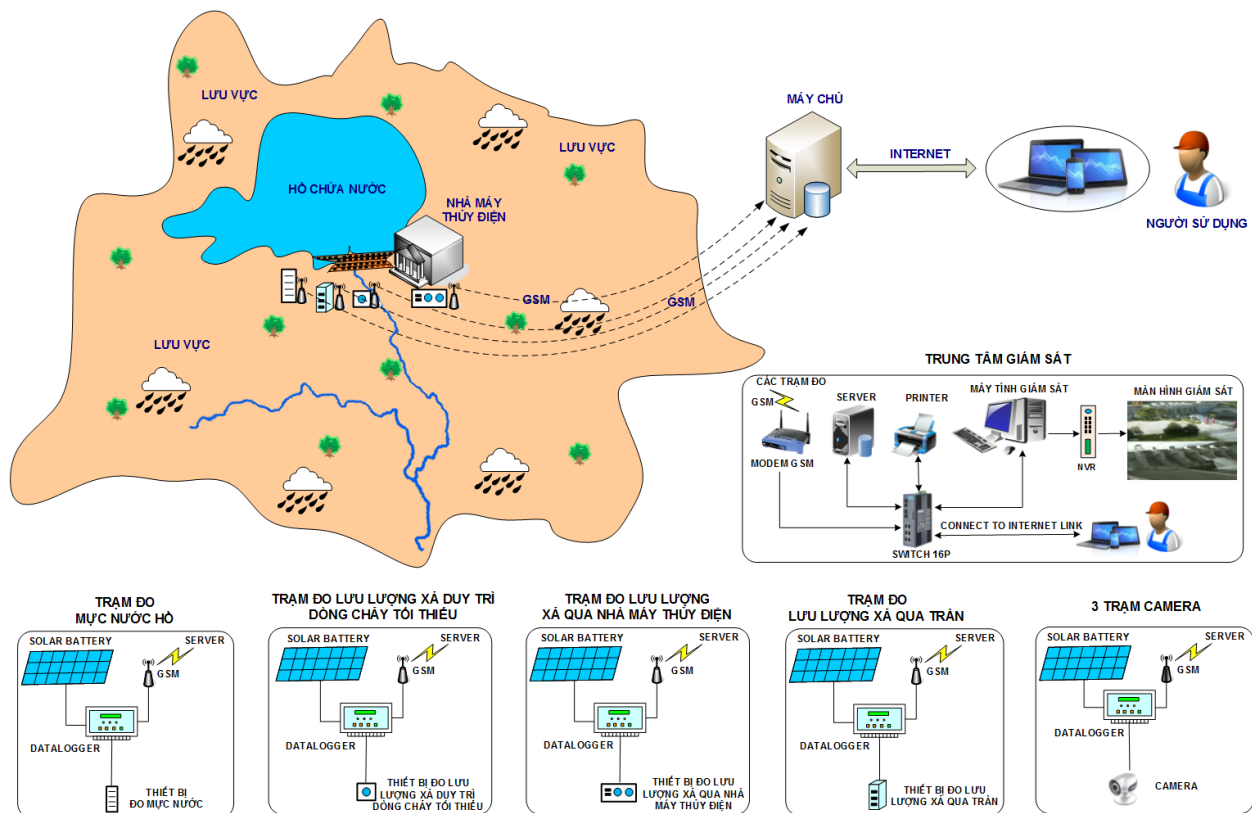 LƯU VỰC
MÁY CHỦ
LƯU VỰC
INTERNET
HỒ CHỨA NƯỚC
NHÀ MÁY
THỦY ĐIỆN
NGƯỜI SỬ DỤNG
GSM
GSM
LƯU VỰC
TRUNG TÂM GIÁM SÁT
CÁC TRẠM ĐO
GSM
SERVER
PRINTER
MÁY TÍNH GIÁM SÁT
MÀN HÌNH GIÁM SÁT
MODEM GSM
NVR
CONNECT TO INTERNET LINK
SWITCH 16P
TRẠM ĐO
MỰC NƯỚC HỒ
SOLAR BATTERY
SERVER
GSM
DATALOGGER
THIẾT BỊ
ĐO MỰC NƯỚC
TRẠM ĐO LƯU LƯỢNG XẢ DUY TRÌ
DÒNG CHẢY TỐI THIỂU
SOLAR BATTERY
SERVER
GSM
DATALOGGER
THIẾT BỊ ĐO LƯU
LƯỢNG XẢ DUY TRÌ
DÒNG CHẢY TỐI THIỂU
TRẠM ĐO LƯU LƯỢNG
XẢ QUA NHÀ MÁY THỦY ĐIỆN
SOLAR BATTERY
SERVER
GSM
DATALOGGER
THIẾT BỊ ĐO LƯU
LƯỢNG XẢ QUA NHÀ
MÁY THỦY ĐIỆN
TRẠM ĐO
LƯU LƯỢNG XẢ QUA TRÀN
SOLAR BATTERY
SERVER
GSM
DATALOGGER
THIẾT BỊ ĐO LƯU
LƯỢNG XẢ QUA TRÀN
3 TRẠM CAMERA
SOLAR BATTERY
SERVER
GSM
DATALOGGER
CAMERA